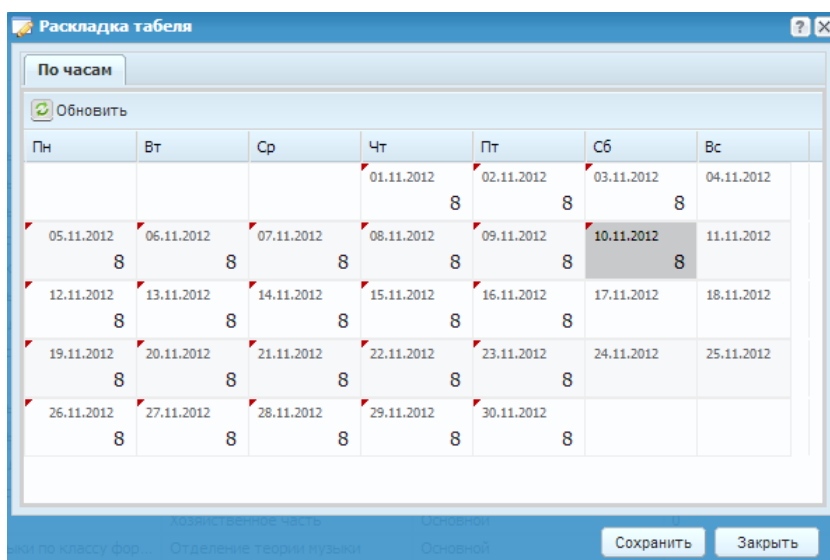 Раскладка табеля
По часам
Обновить
Пн Вт Ср Чт Пт Сб Вс
01.11.2012 02.11.2012 03.11.2012 04.11.2012
8 8 8
05.11.2012 06.11.2012 07.11.2012 08.11.2012 09.11.2012 10.11.2012 11.11.2012
8 8 8 8 8 8
12.11.2012 13.11.2012 14.11.2012 15.11.2012 16.11.2012 17.11.2012 18.11.2012
8 8 8 8 8
19.11.2012 20.11.2012 21.11.2012 22.11.2012 23.11.2012 24.11.2012 25.11.2012
8 8 8 8 8
26.11.2012 27.11.2012 28.11.2012 29.11.2012 30.11.2012
8 8 8 8 8
Хозяйственное часть Основной 0
по классу фор... Отделение теории музыки Основной
Сохранить Закрыть